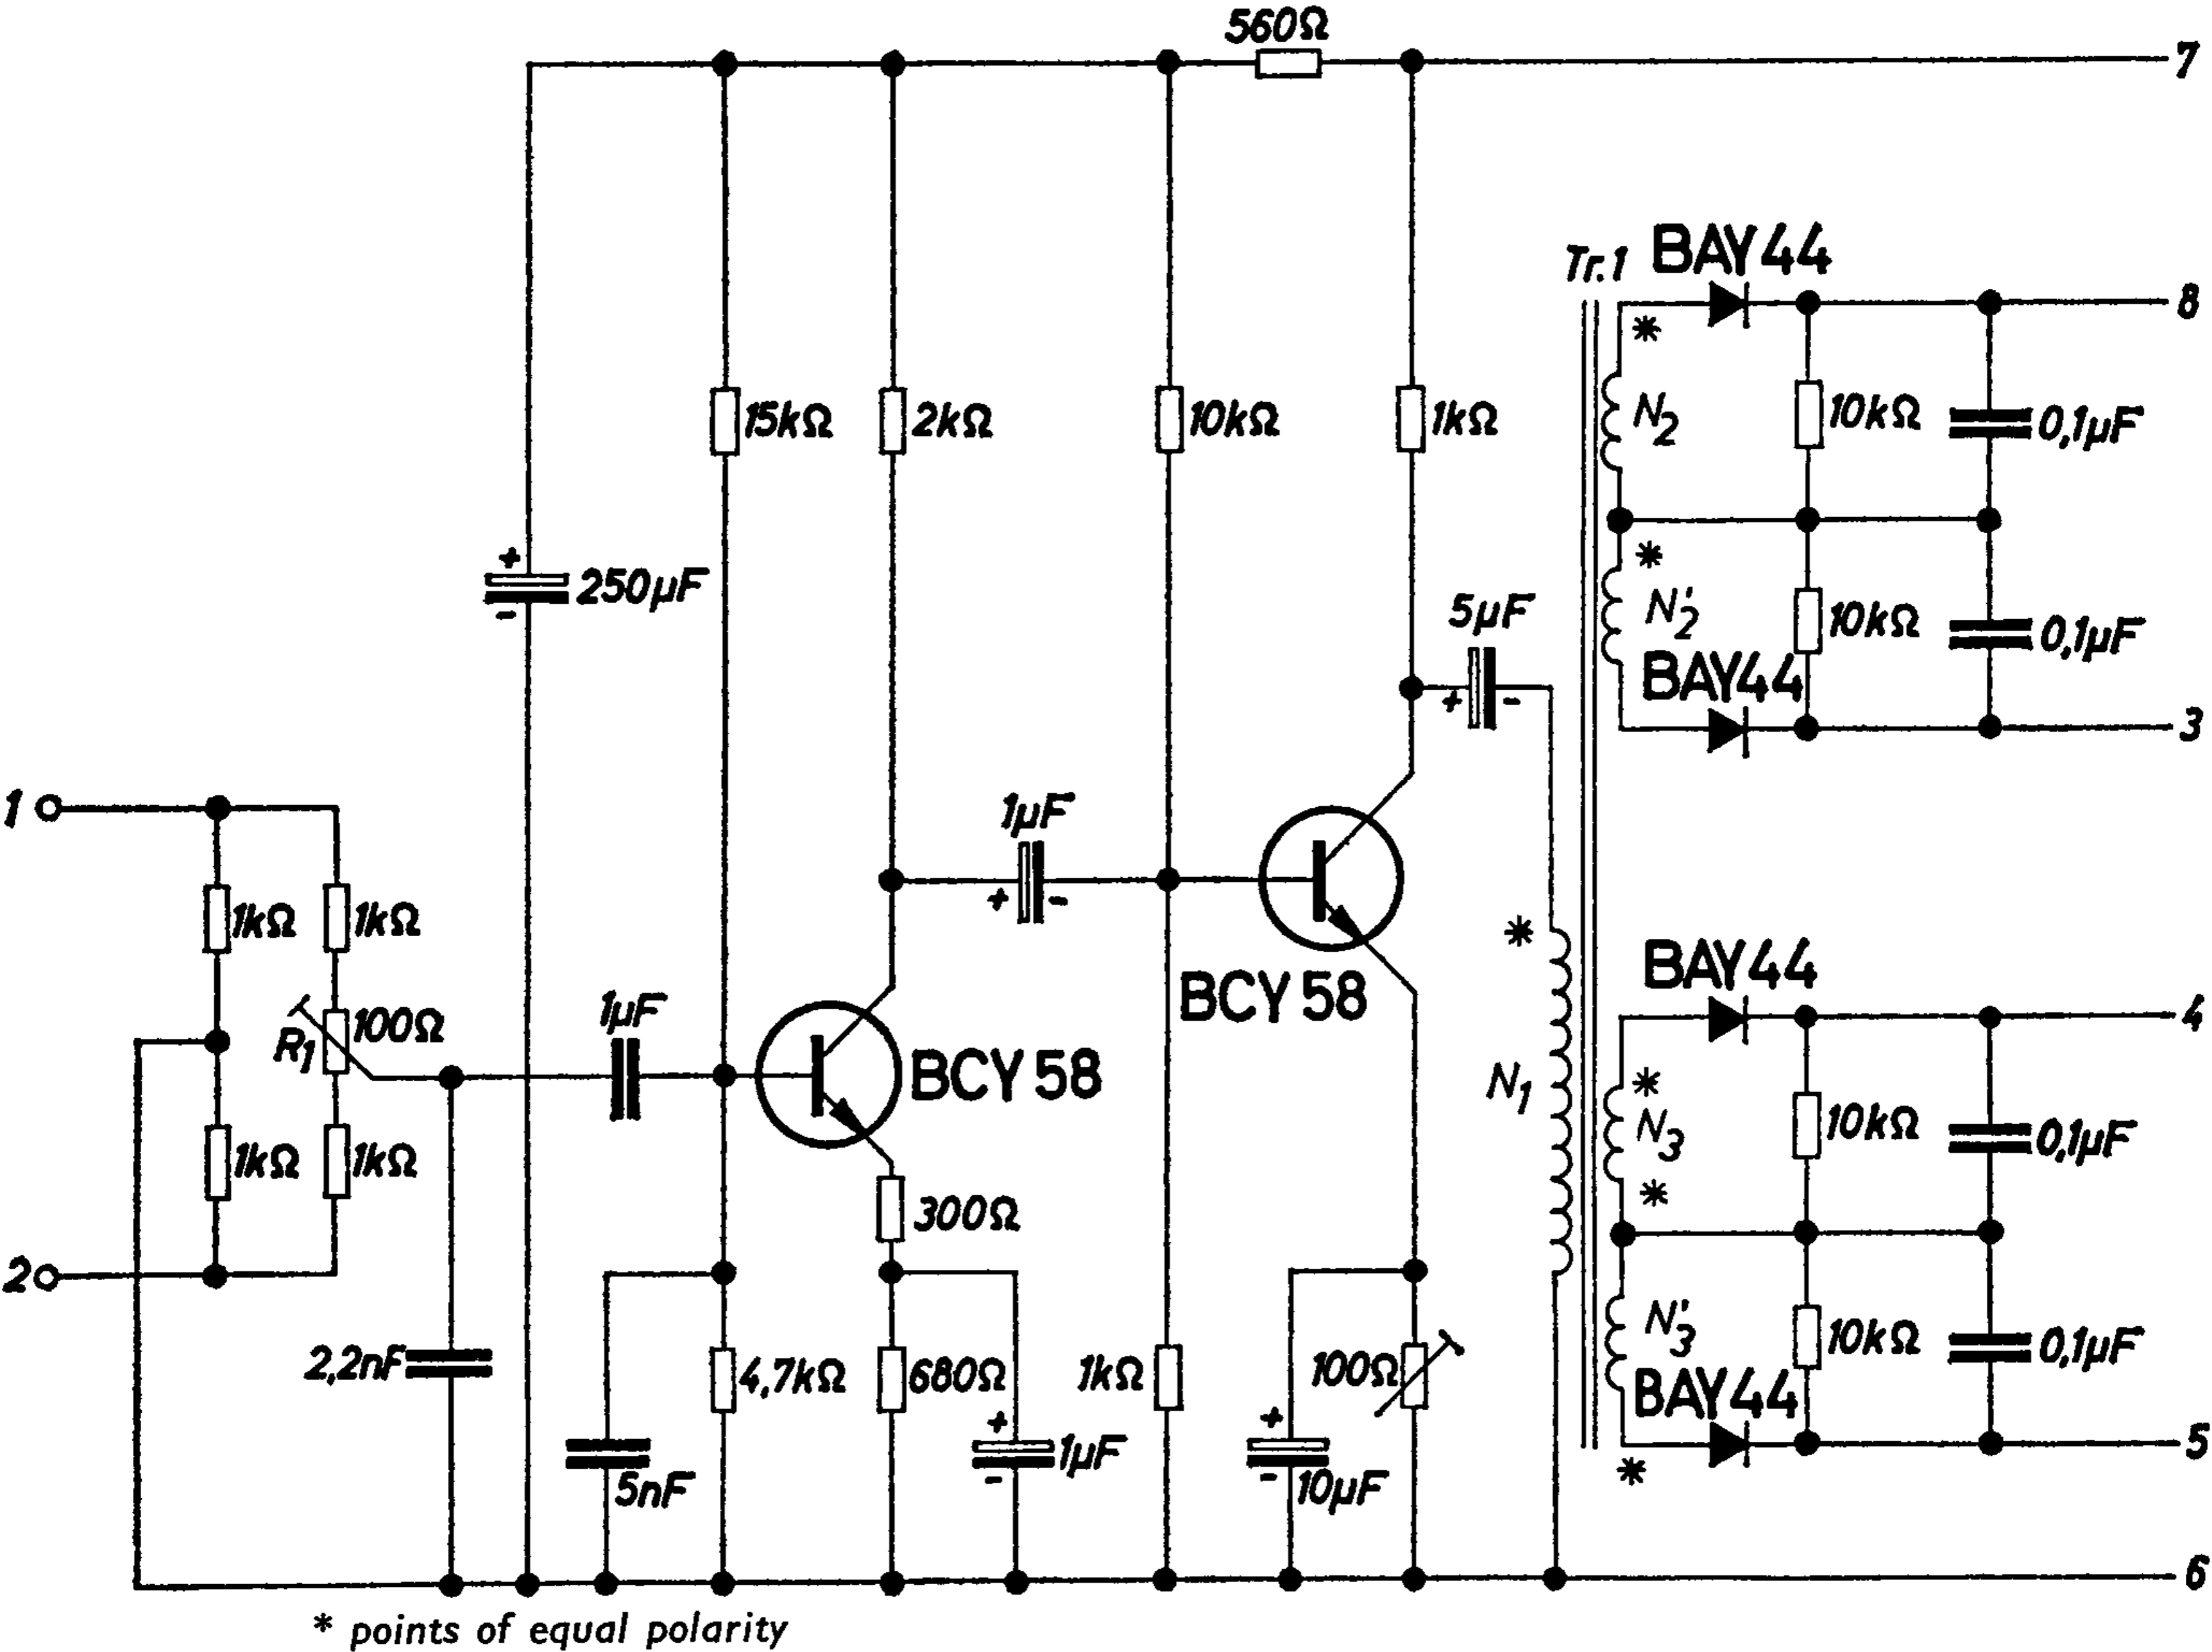 560Ω
7
Tr.1
BAY44
8
*
15kΩ
2kΩ
10kΩ
1kΩ
N2
10kΩ
0,1µF
*
+
250µF
-
5µF
+
-
N'2
10kΩ
0,1µF
BAY44
3
1
1µF
+
-
1kΩ
1kΩ
*
BAY44
4
BCY58
1µF
R1
100Ω
BCY58
N1
*
N3
10kΩ
0,1µF
*
1kΩ
1kΩ
300Ω
2
N'3
10kΩ
0,1µF
2,2nF
4,7kΩ
680Ω
1kΩ
100Ω
BAY44
+
1µF
-
+
10µF
-
5nF
5
*
6
* points of equal polarity